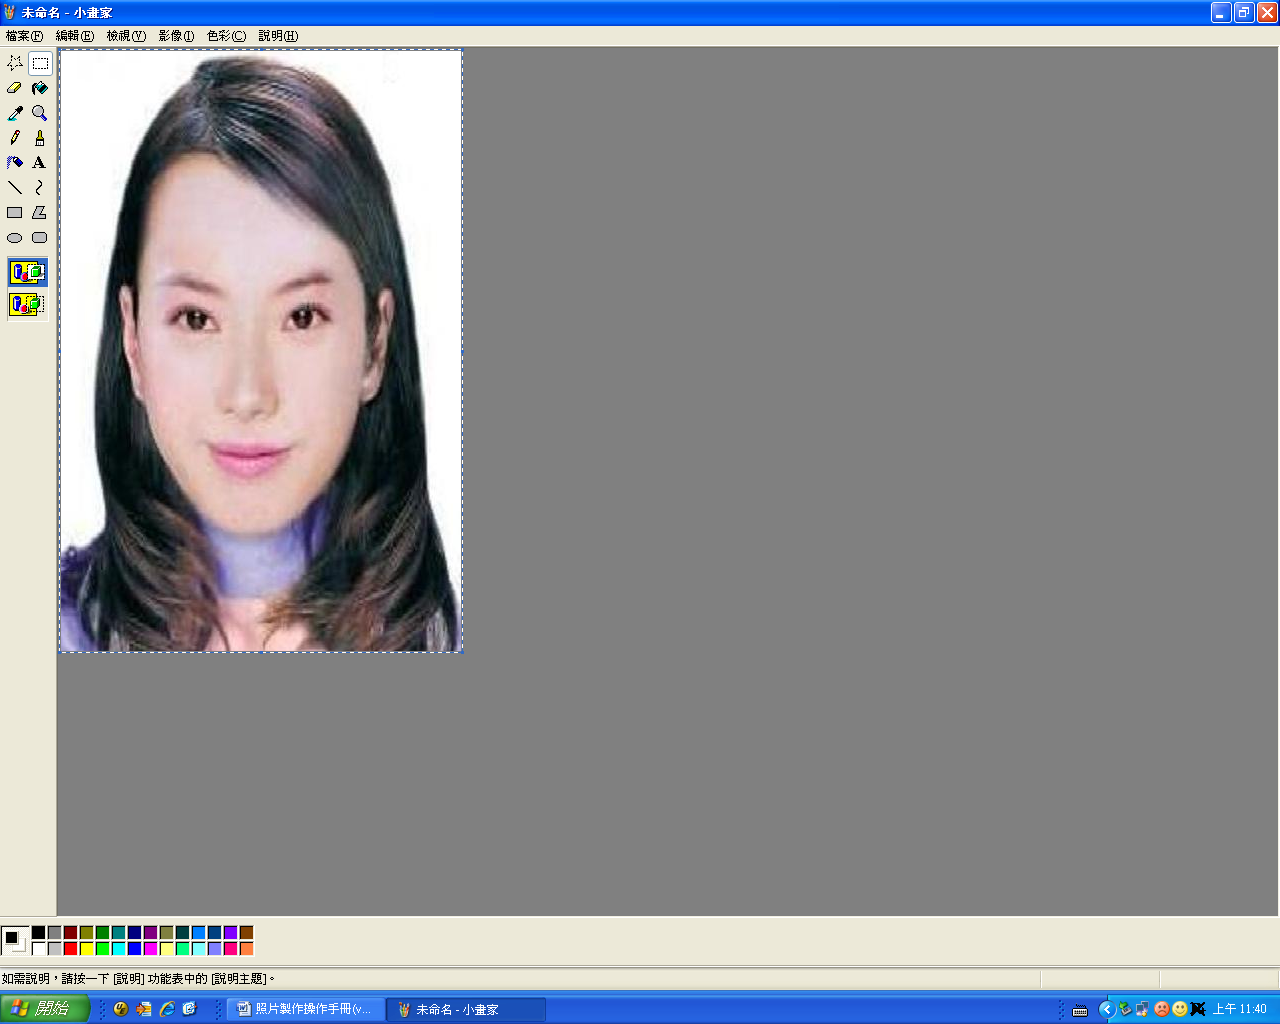 未命名 - 小畫家
檔案(F) 編輯(E) 檢視(V) 影像(I) 色彩(C) 說明(H)
A
如需說明，請按一下 [說明] 功能表中的 [說明主題]。
開始 照片製作操作手冊(v... 未命名 - 小畫家 上午 11:40